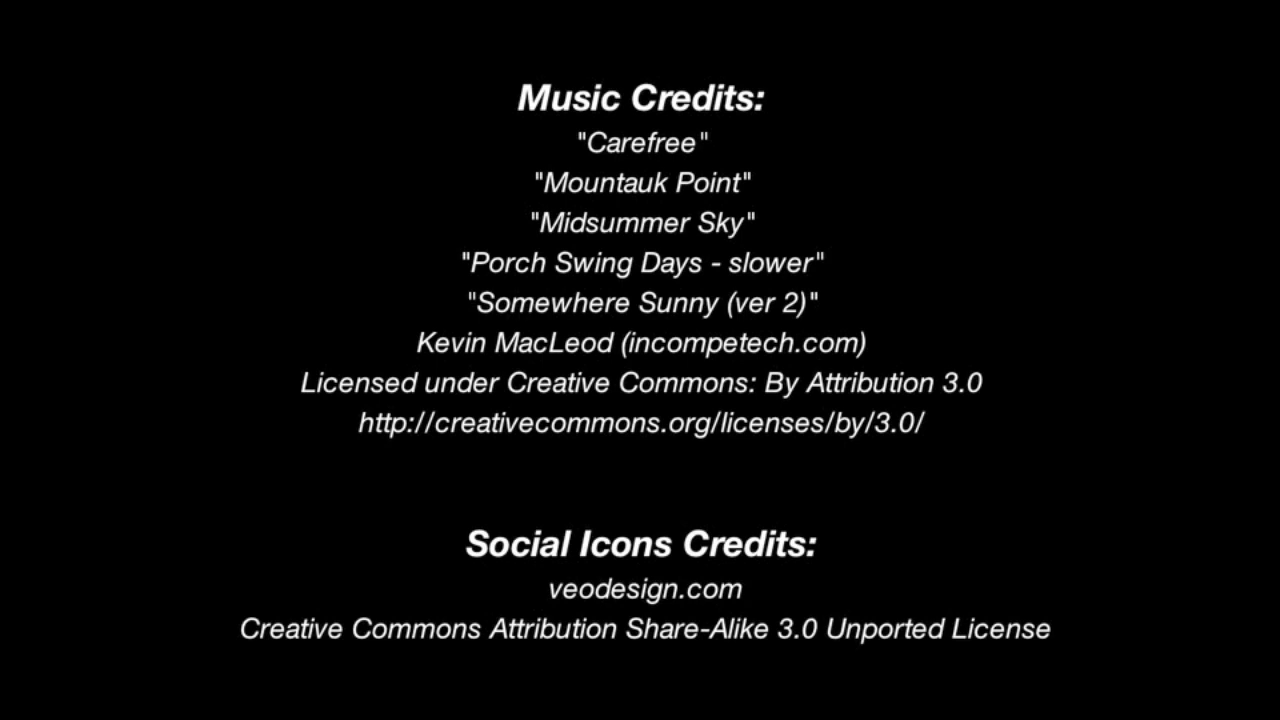 Music Credits:
"Carefree"
"Mountauk Point"
"Midsummer Sky"
"Porch Swing Days - slower"
"Somewhere Sunny (ver 2)"
Kevin MacLeod (incompetech.com)
Licensed under Creative Commons: By Attribution 3.0
http://creativecommons.org/licenses/by/3.0/
Social Icons Credits:
veodesign.com
Creative Commons Attribution Share-Alike 3.0 Unported License